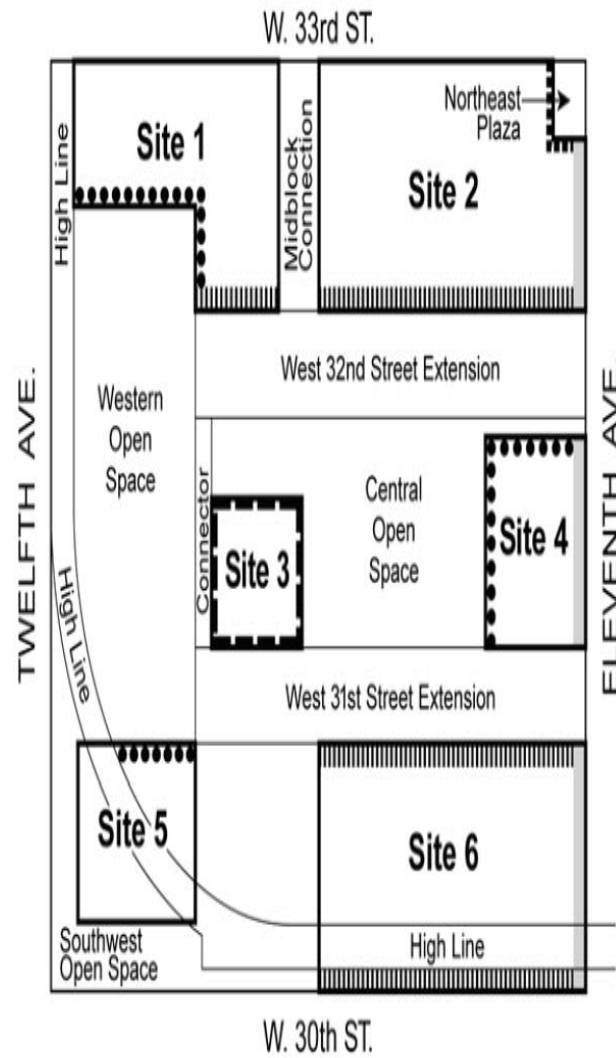 W. 33rd ST.
High Line
Site 1
Midblock
Connection
Northeast
Plaza
Site 2
West 32nd Street Extension
TWELFTH AVE.
Western
Open
Space
Connector
Central
Open
Space
Site 3
Site 4
ELEVENTH AVE.
High Line
West 31st Street Extension
Site 5
Site 6
Southwest
Open Space
High Line
W. 30th ST.